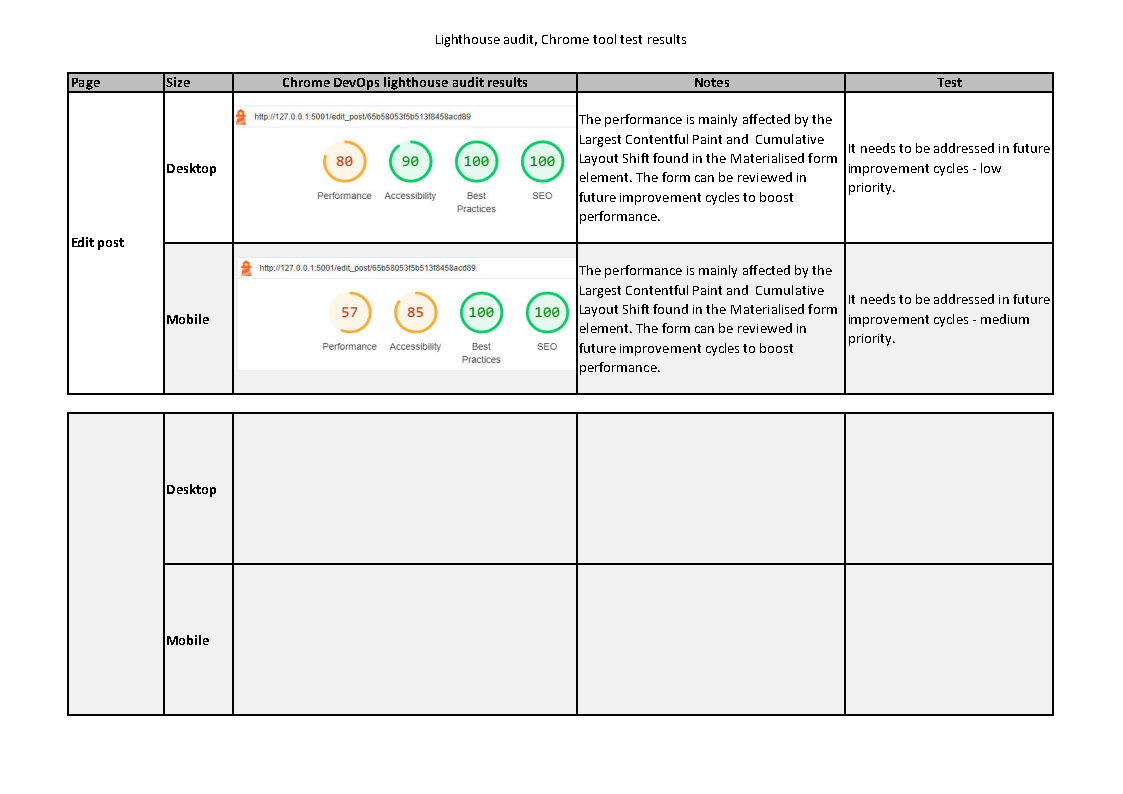 Lighthouse audit, Chrome tool test results
Page Size Chrome DevOps lighthouse audit results Notes Test
Edit post
Desktop
http://127.0.0.1:5001/edit_post/65b58053f5b513f8458acd89
80 90 100 100
Performance Accessibility Best Practices SEO
The performance is mainly affected by the
Largest Contentful Paint and  Cumulative
Layout Shift found in the Materialised form
element. The form can be reviewed in
future improvement cycles to boost
performance.
It needs to be addressed in future
improvement cycles - low
priority.
Mobile
http://127.0.0.1:5001/edit_post/65b58053f5b513f8458acd89
57 85 100 100
Performance Accessibility Best Practices SEO
The performance is mainly affected by the
Largest Contentful Paint and  Cumulative
Layout Shift found in the Materialised form
element. The form can be reviewed in
future improvement cycles to boost
performance.
It needs to be addressed in future
improvement cycles - medium
priority.
Desktop
Mobile